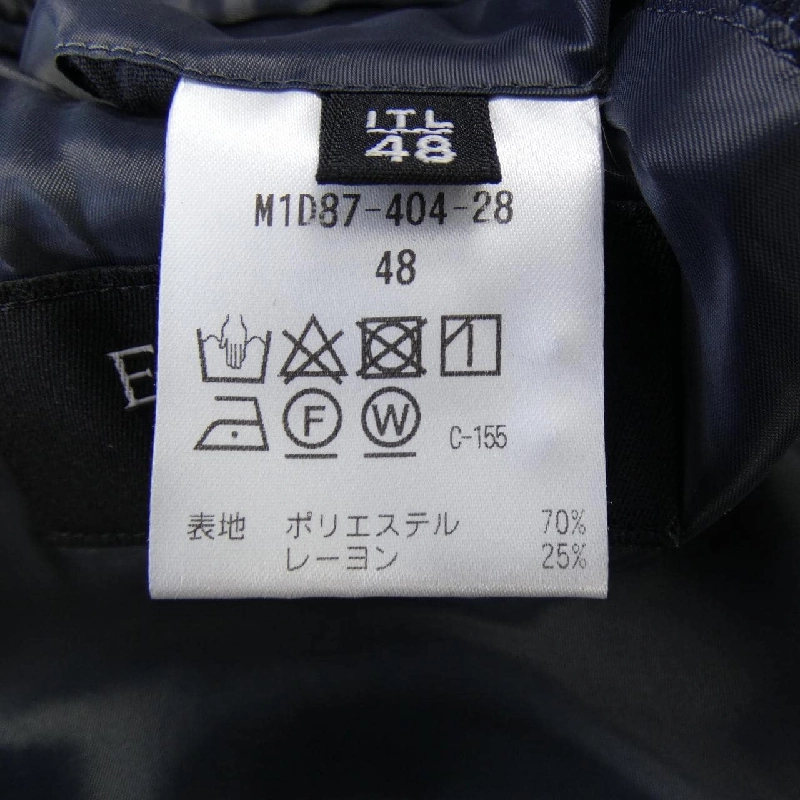 ITL
48
M1D87-404-28
48
E
F W C-155
表地 ポリエステル 70%
レーヨン 25%